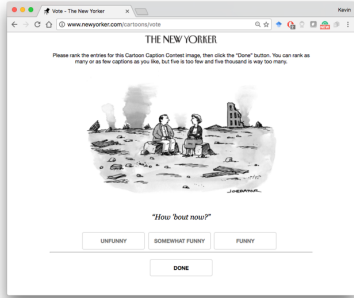 Vote - The New Yorker
Kevin
www.newyorker.com/cartoons/vote
THE NEW YORKER
Please rank the entries for this Cartoon Caption Contest image, then click the "Done" button. You can rank as
many or as few captions as you like, but five is too few and five thousand is way too many.
"How 'bout now?"
UNFUNNY SOMEWHAT FUNNY FUNNY
DONE